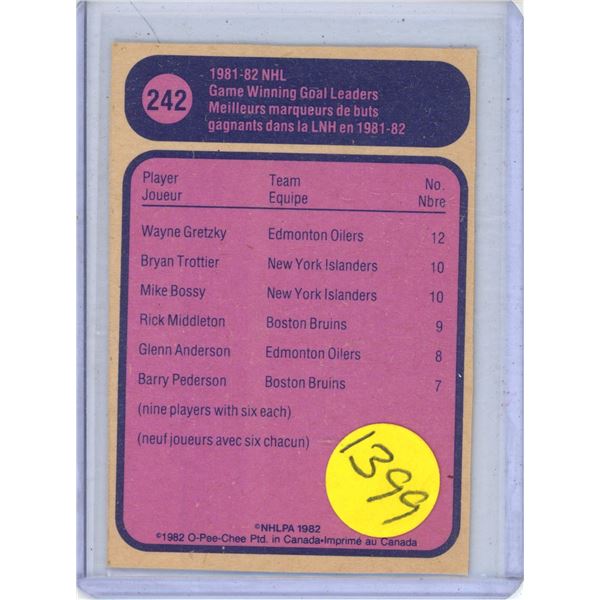 242
1981-82 NHL
Game Winning Goal Leaders
Meilleurs marqueurs de buts
gagnants dans la LNH en 1981-82
Player Team No.
Joueur Equipe Nbre
Wayne Gretzky Edmonton Oilers 12
Bryan Trottier New York Islanders 10
Mike Bossy New York Islanders 10
Rick Middleton Boston Bruins 9
Glenn Anderson Edmonton Oilers 8
Barry Pederson Boston Bruins 7
(nine players with six each)
(neuf joueurs avec six chacun)
1399
©NHLPA 1982
©1982 O-Pee-Chee Ptd. in Canada•Imprimé au Canada